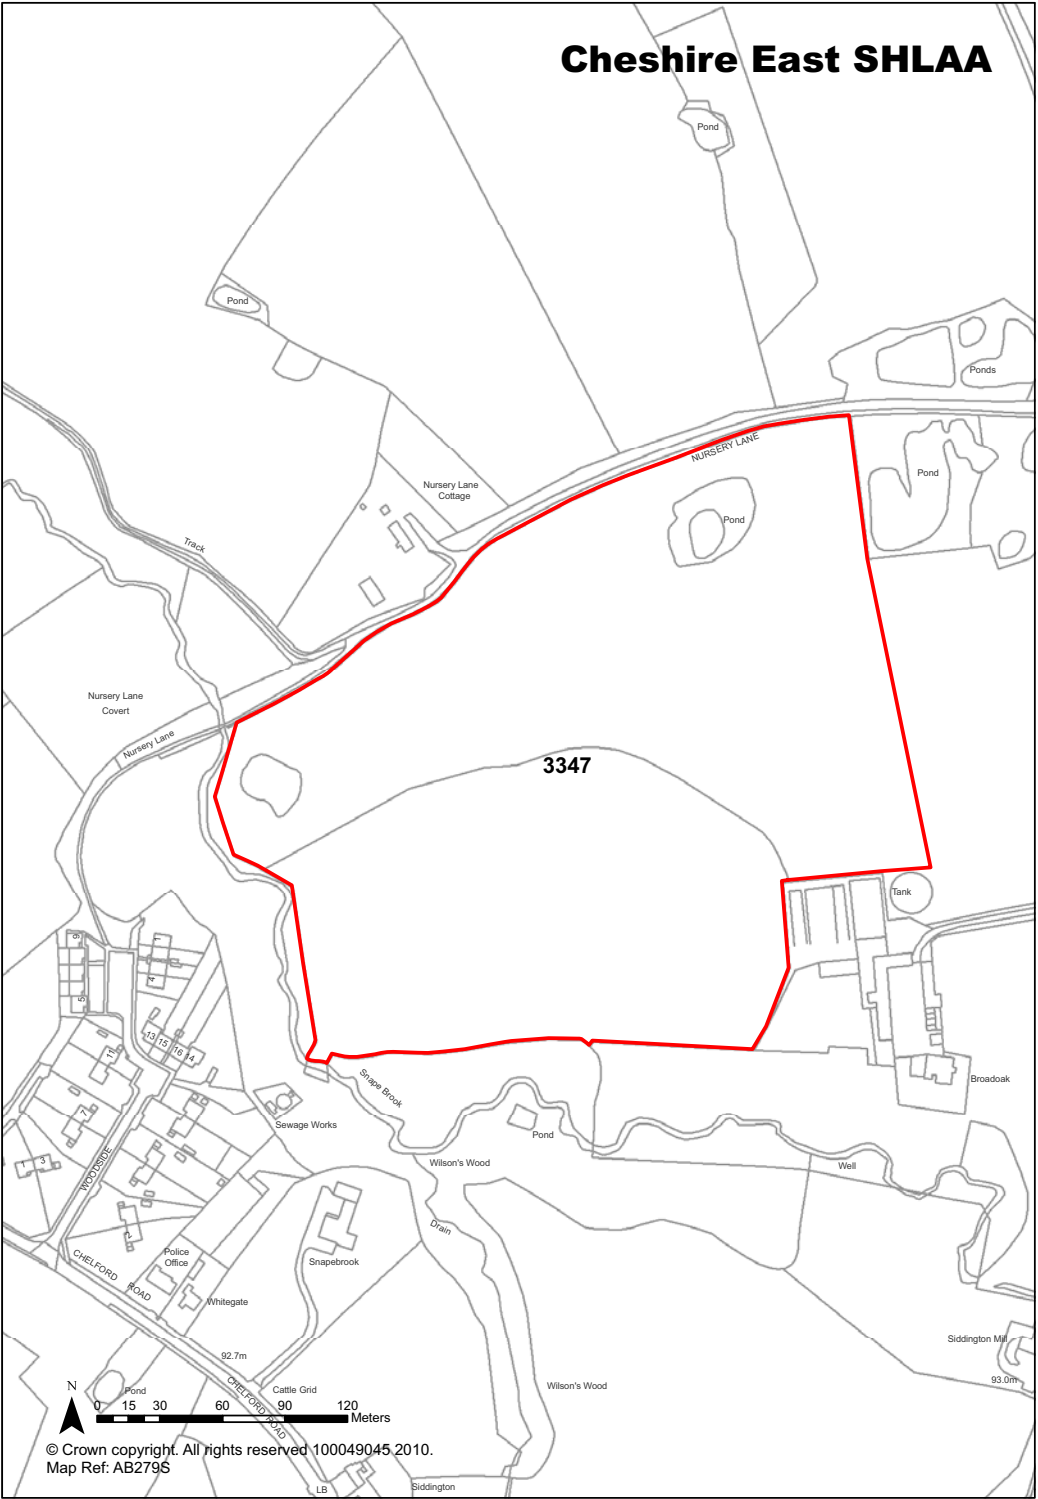 Cheshire East SHLAA
Pond
Pond
Ponds
NURSERY LANE
Pond
Nursery Lane
Cottage
Pond
Track
Nursery Lane
Covert
Nursery Lane
3347
Tank
9
1
5
4
13
15
16
14
11
7
1
3
2
WOODSIDE
Snape Brook
Broadoak
Sewage Works
Pond
Wilson's Wood
Well
Drain
Police
Office
Snapebrook
CHELFORD ROAD
Whitegate
Siddington Mill
92.7m
93.0m
Cattle Grid
Wilson's Wood
CHELFORD ROAD
Pond
N
0 15 30 60 90 120
Meters
© Crown copyright. All rights reserved 100049045 2010.
Map Ref: AB279S
LB
Siddington